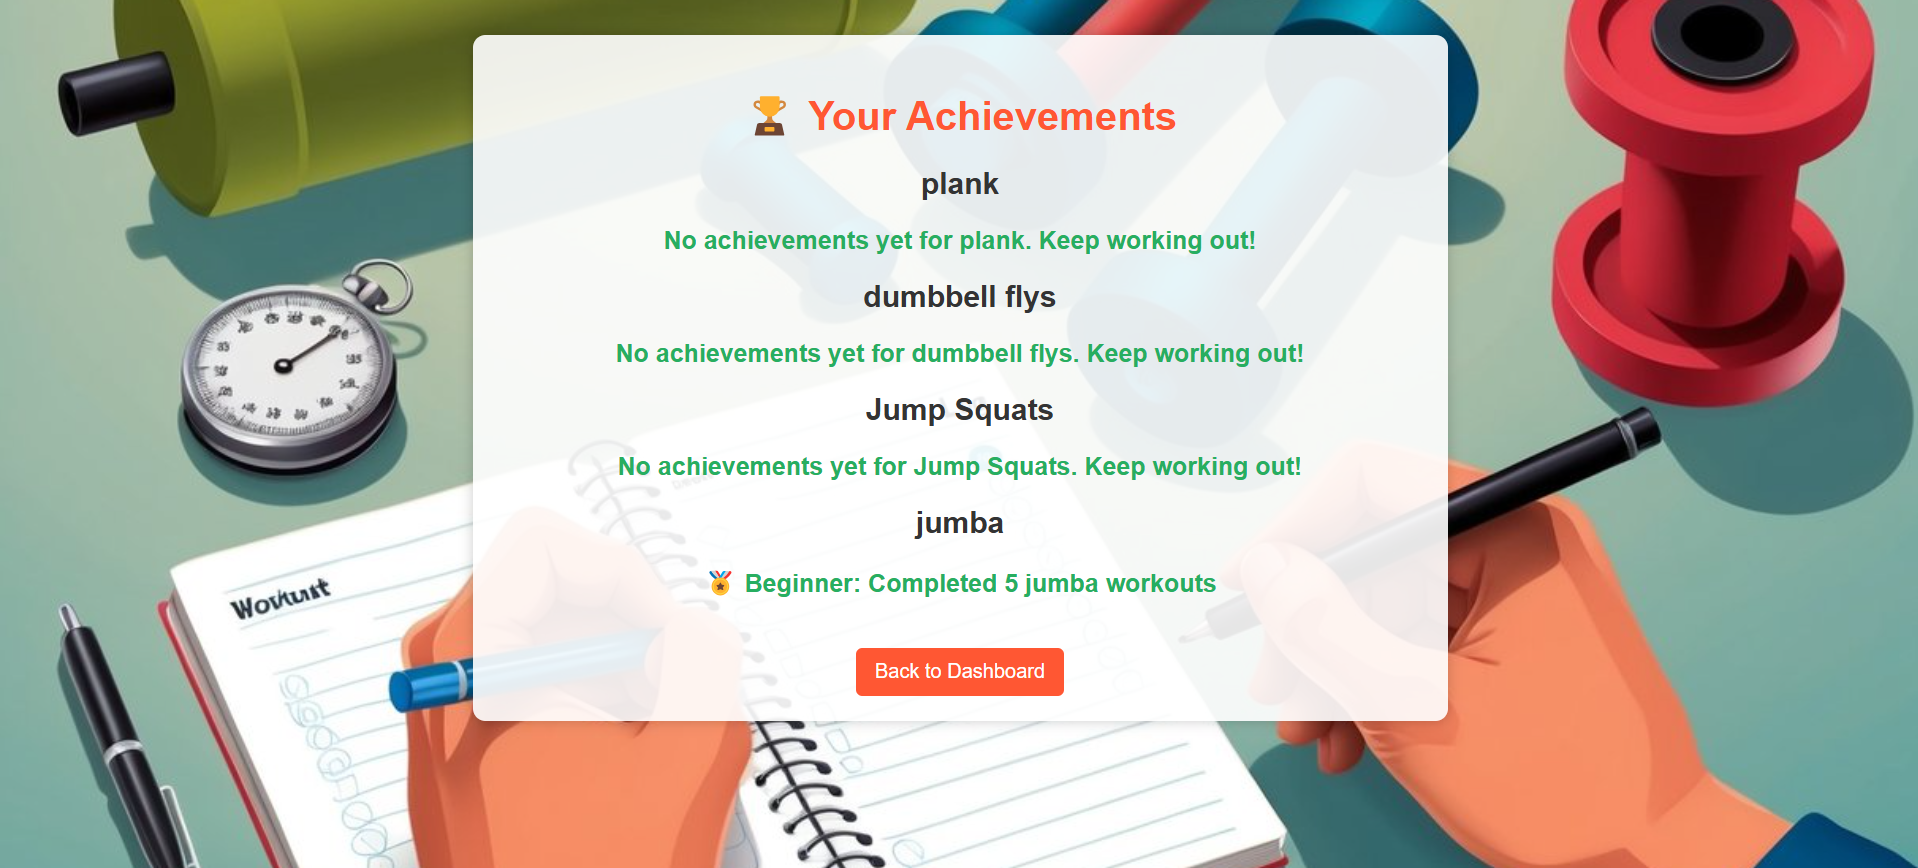 🏆 Your Achievements
plank
No achievements yet for plank. Keep working out!
dumbbell flys
No achievements yet for dumbbell flys. Keep working out!
Jump Squats
No achievements yet for Jump Squats. Keep working out!
jumba
🏅 Beginner: Completed 5 jumba workouts
Back to Dashboard